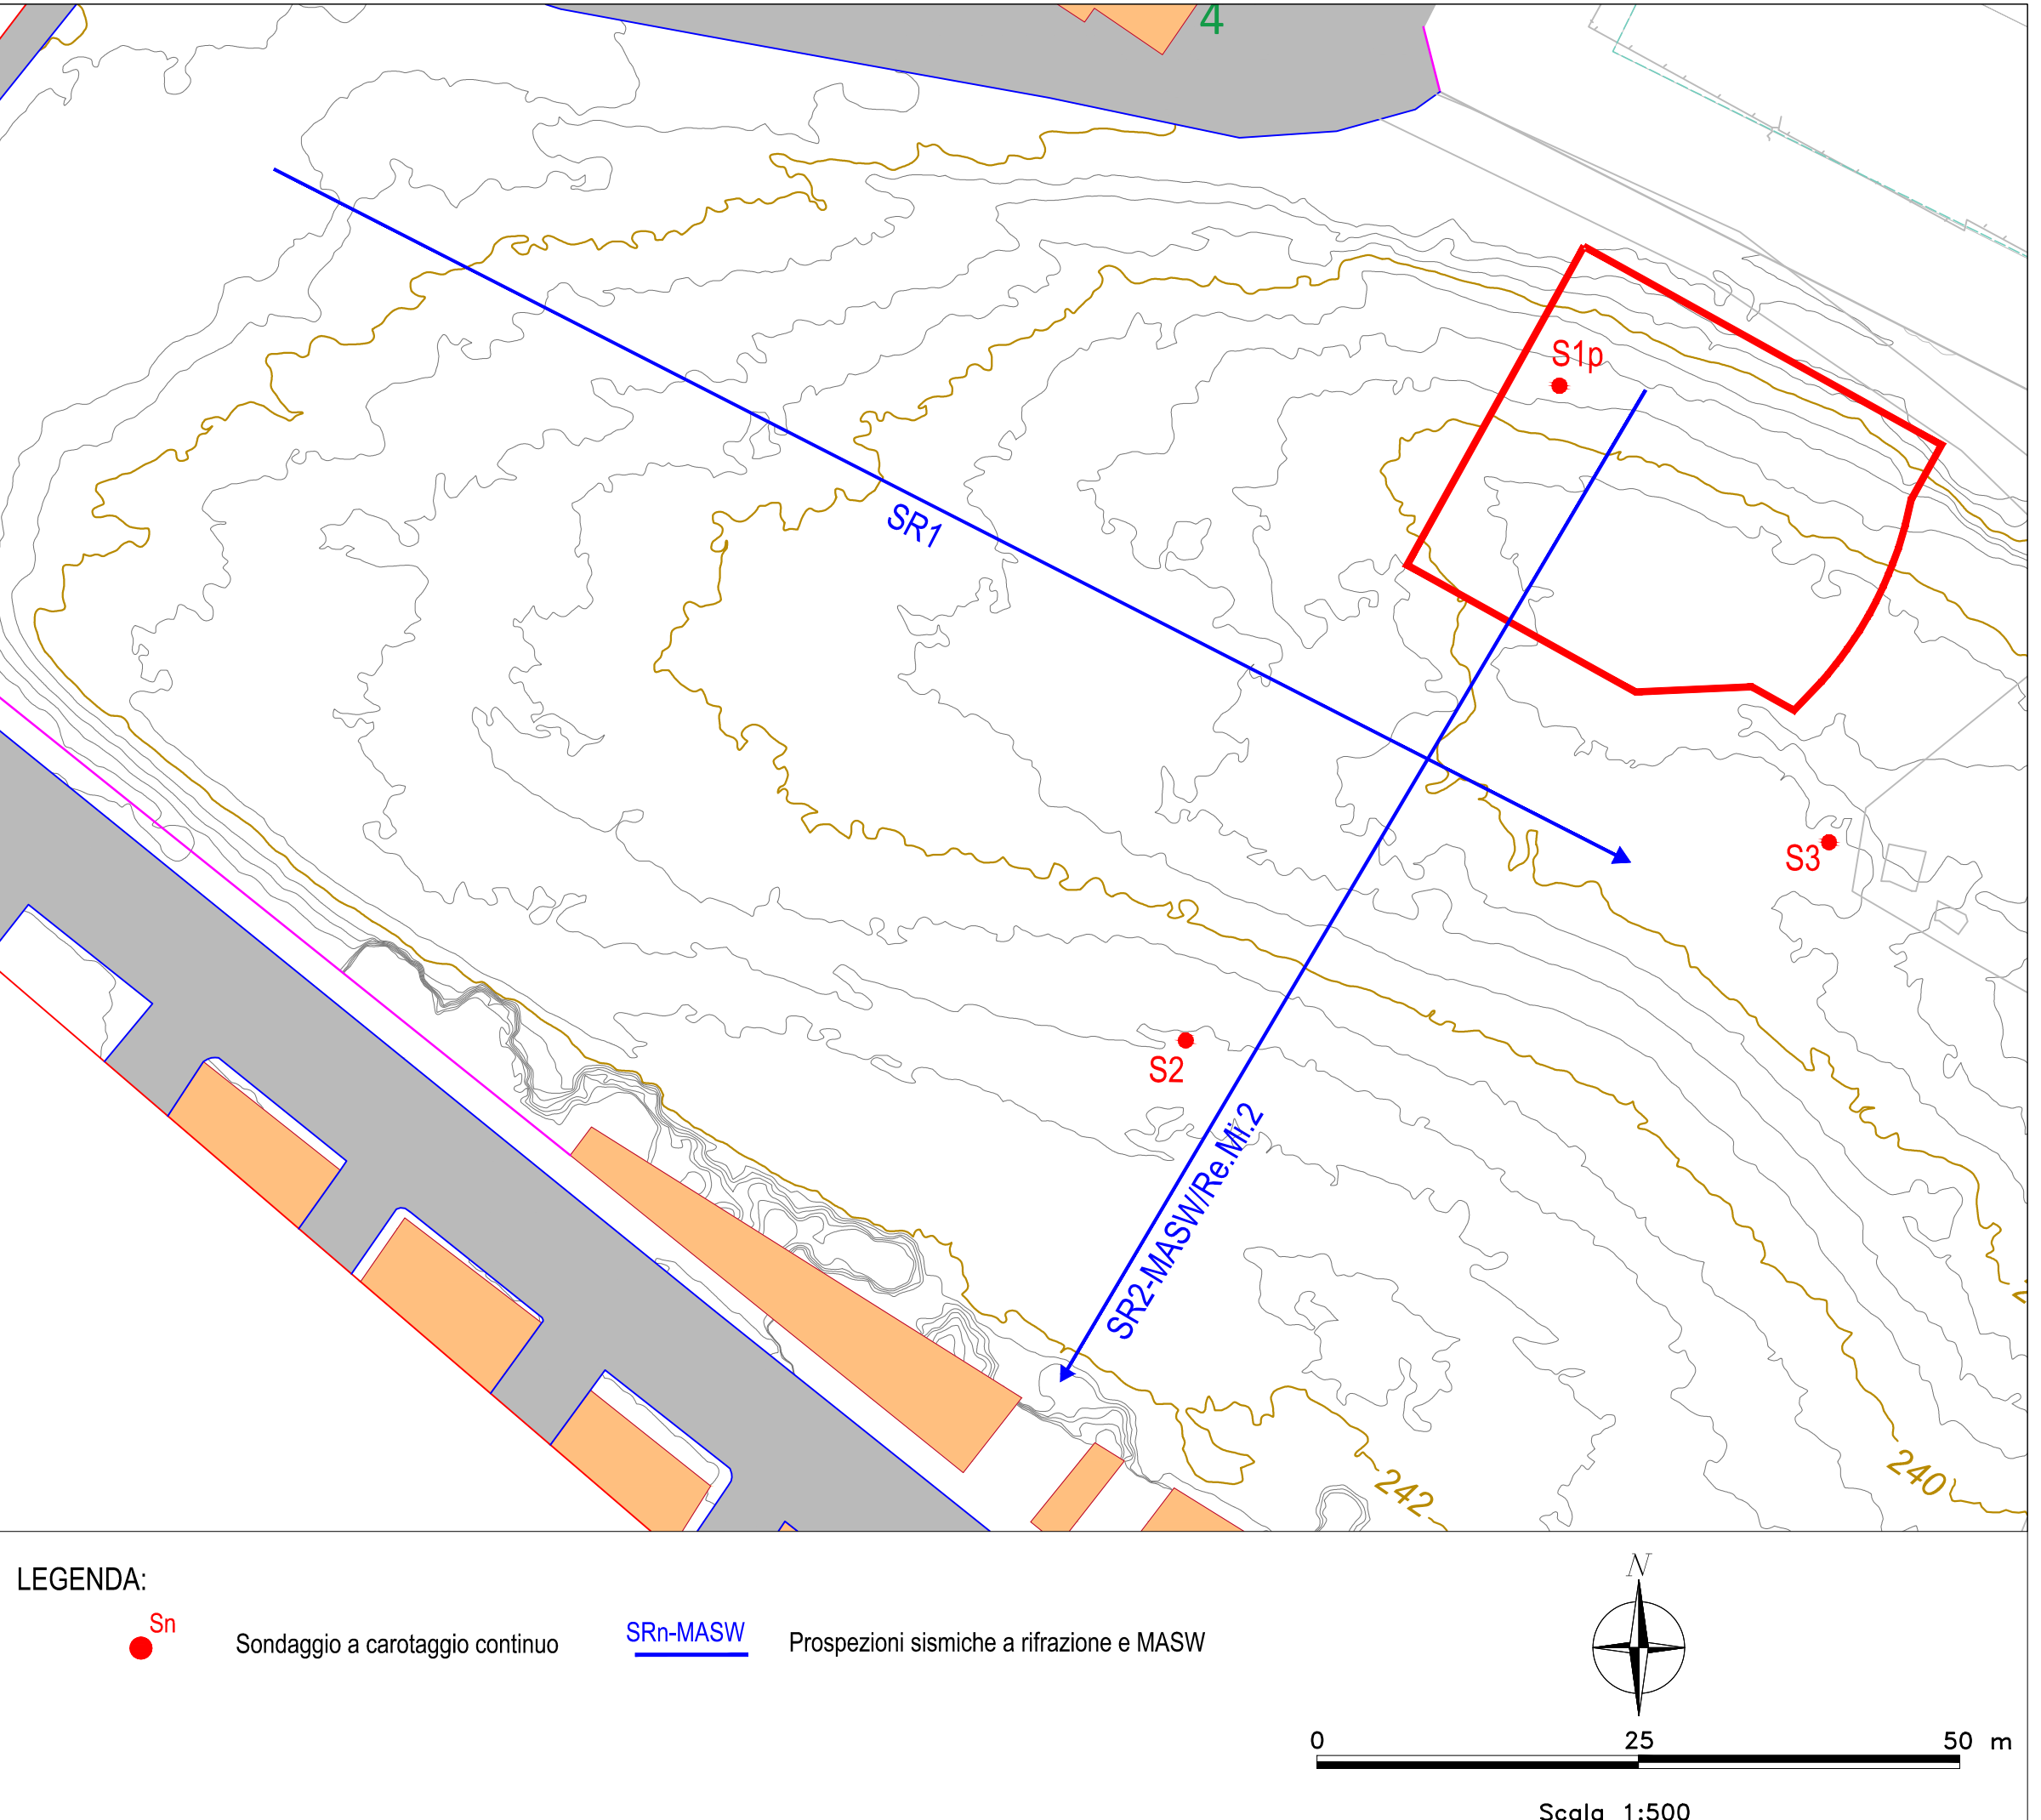 4
S1p
SR1
S3
S2
SR2-MASW/Re.Mi.2
240
242
LEGENDA:
Sn
Sondaggio a carotaggio continuo
SRn-MASW
Prospezioni sismiche a rifrazione e MASW
N
0 25 50 m
Scala 1:500